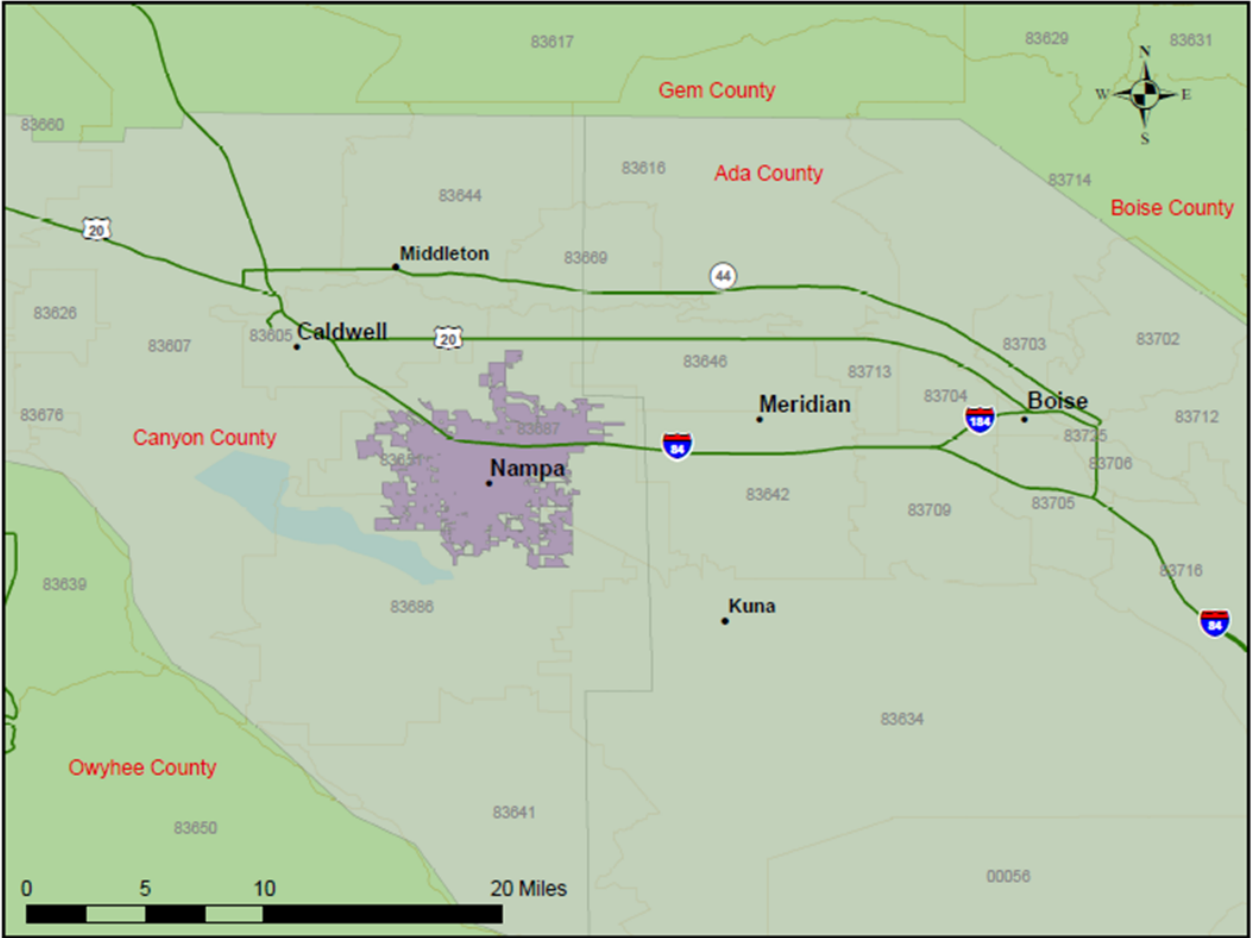 83617
83629
83631
N
Gem County
W
E
83660
S
83616
Ada County
83714
83644
Boise County
20
Middleton
83669
44
83626
83605
Caldwell
20
83607
83703
83702
83646
83713
83704
Meridian
Boise
184
83676
83712
Canyon County
83687
83725
84
83651
Nampa
83706
83642
83705
83709
83716
83639
83686
Kuna
84
83634
Owyhee County
83641
83650
00056
0 5 10 20 Miles